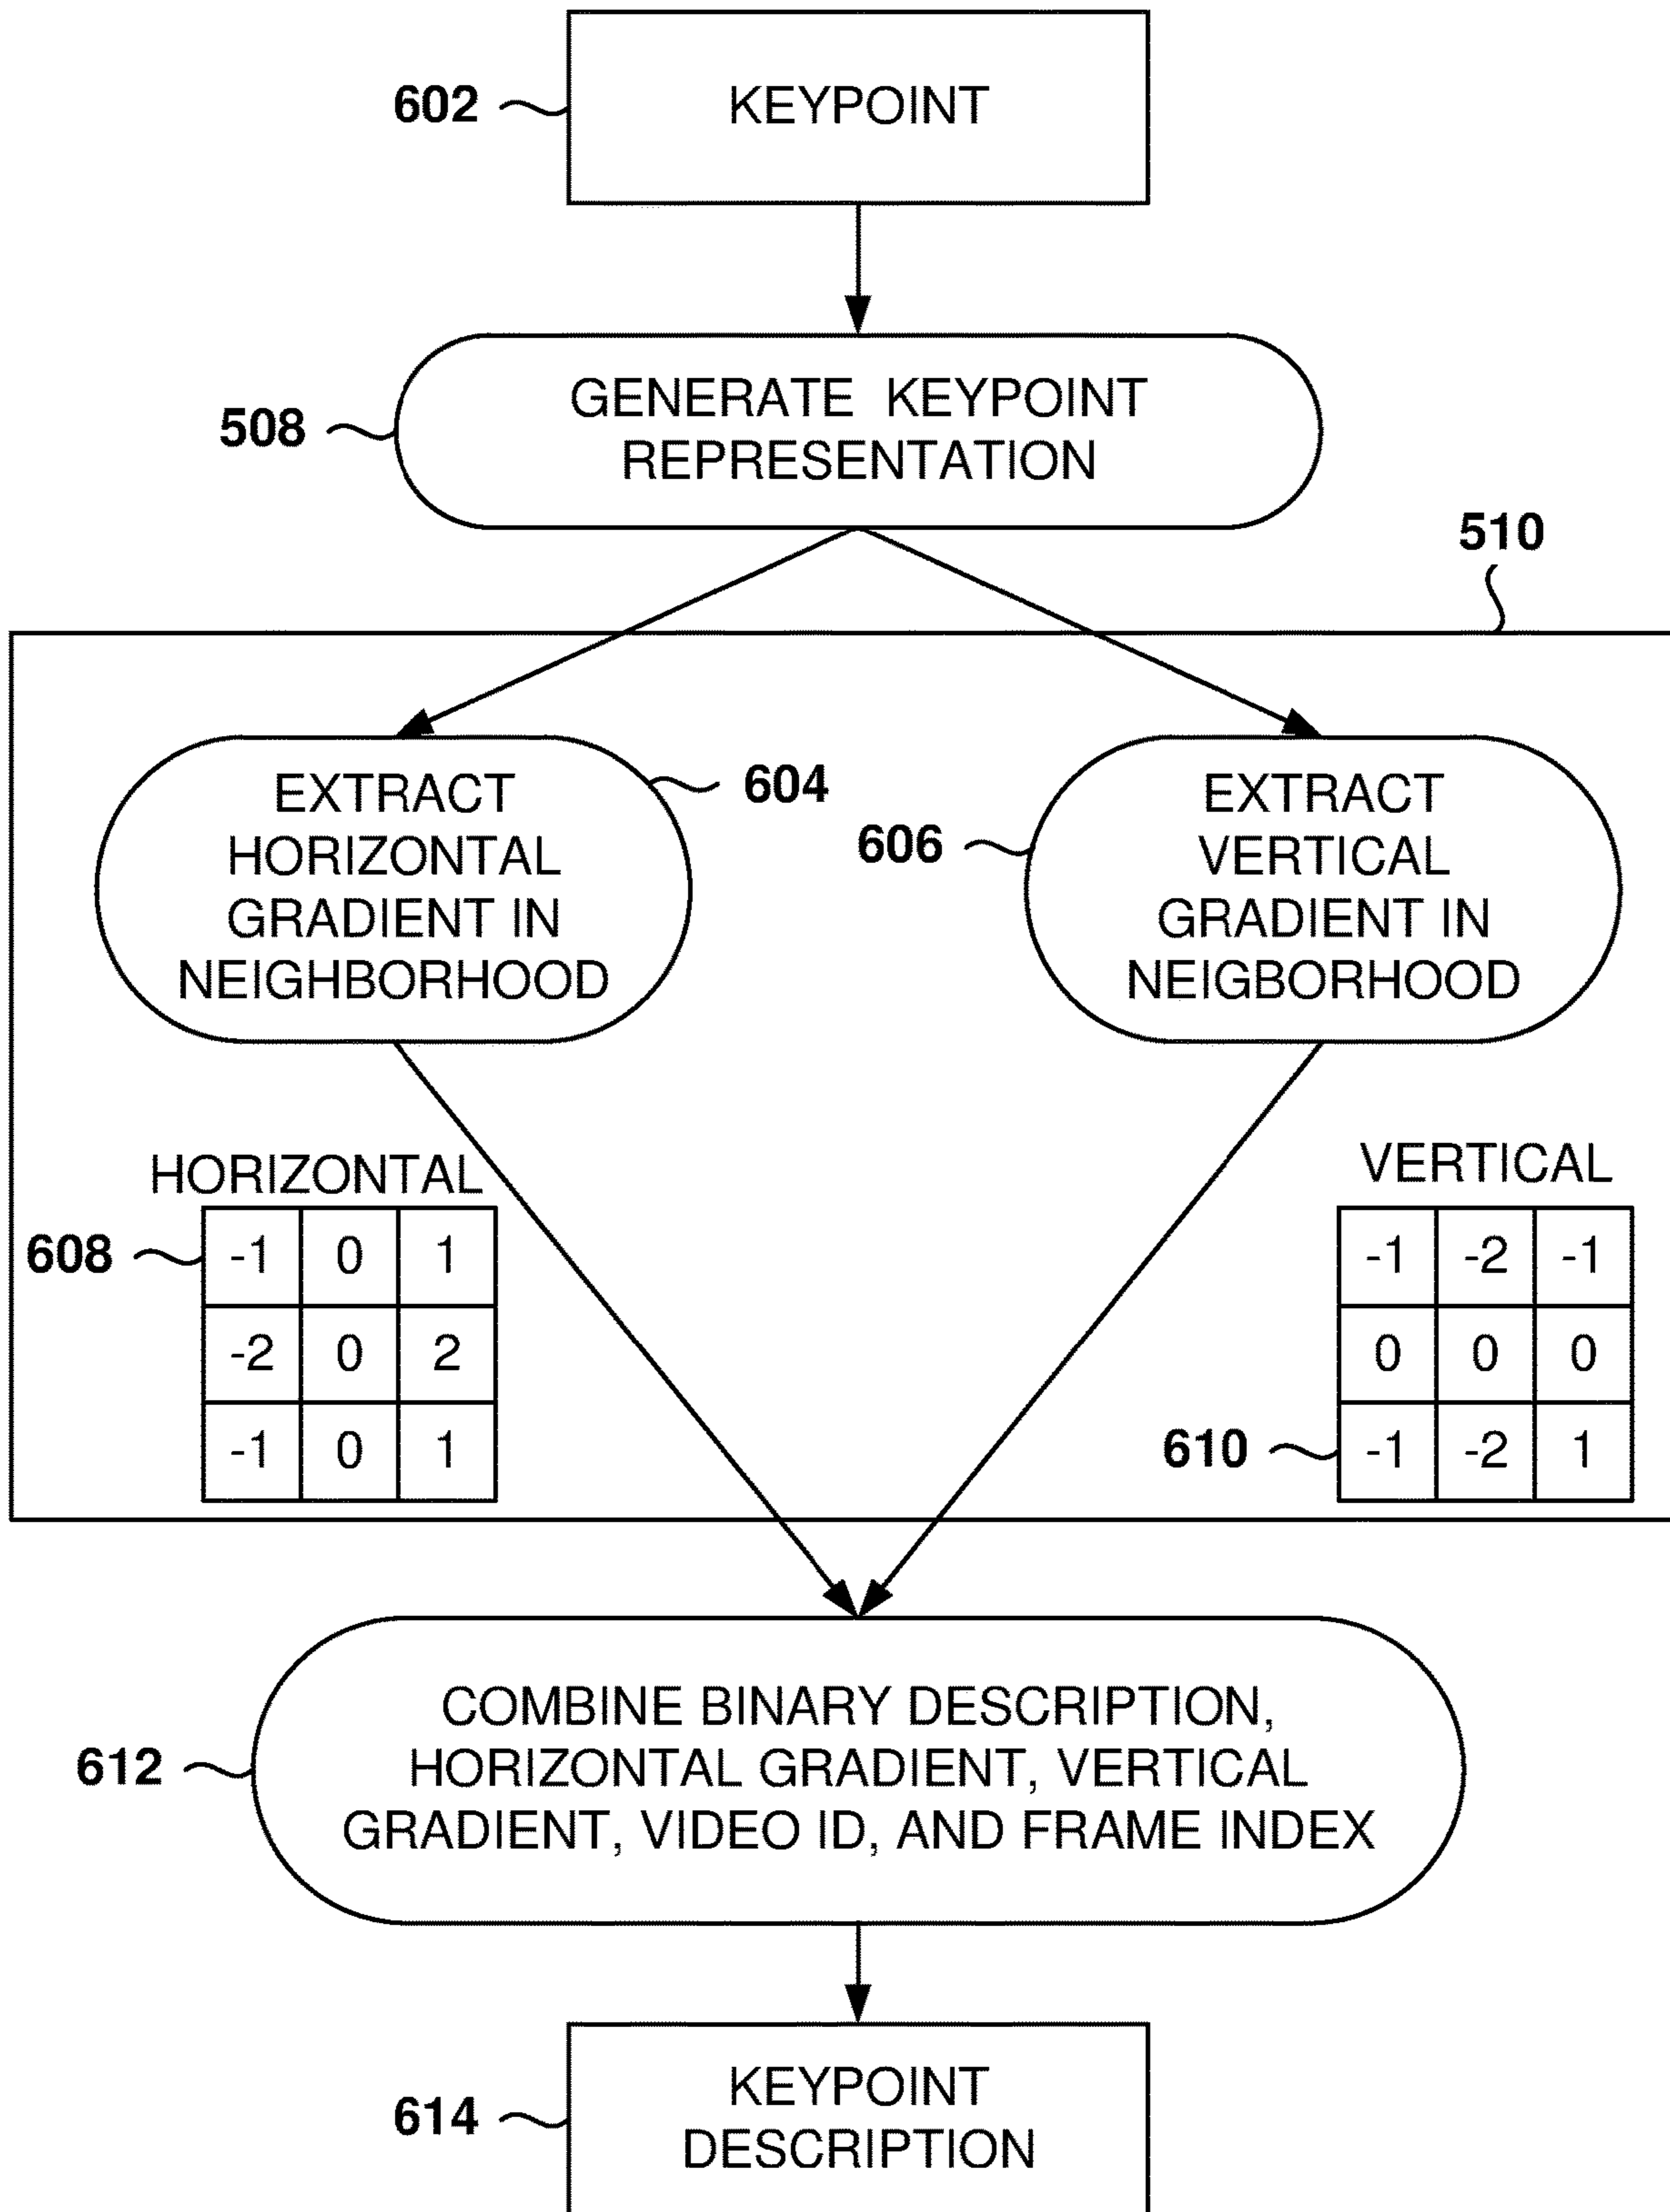 602
KEYPOINT
508
GENERATE KEYPOINT
REPRESENTATION
510
EXTRACT
HORIZONTAL
GRADIENT IN
NEIGHBORHOOD
604
606
EXTRACT
VERTICAL
GRADIENT IN
NEIGBORHOOD
HORIZONTAL
608
-1 0 1
-2 0 2
-1 0 1
VERTICAL
-1 -2 -1
0 0 0
610
-1 -2 1
612
COMBINE BINARY DESCRIPTION,
HORIZONTAL GRADIENT, VERTICAL
GRADIENT, VIDEO ID, AND FRAME INDEX
614
KEYPOINT
DESCRIPTION